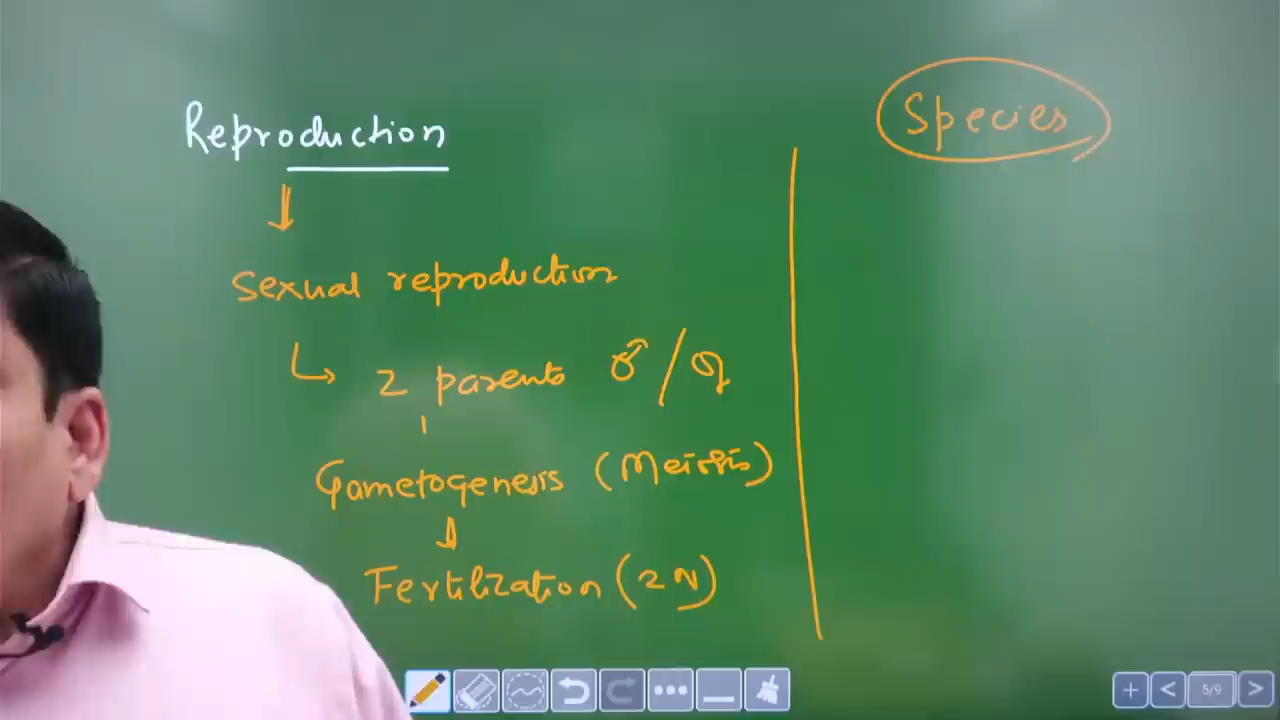 Reproduction
Sexual reproduction
2 parents ♂ / ♀
Gametogenesis (Meiosis)
Fertilization (2N)
Species
5/9